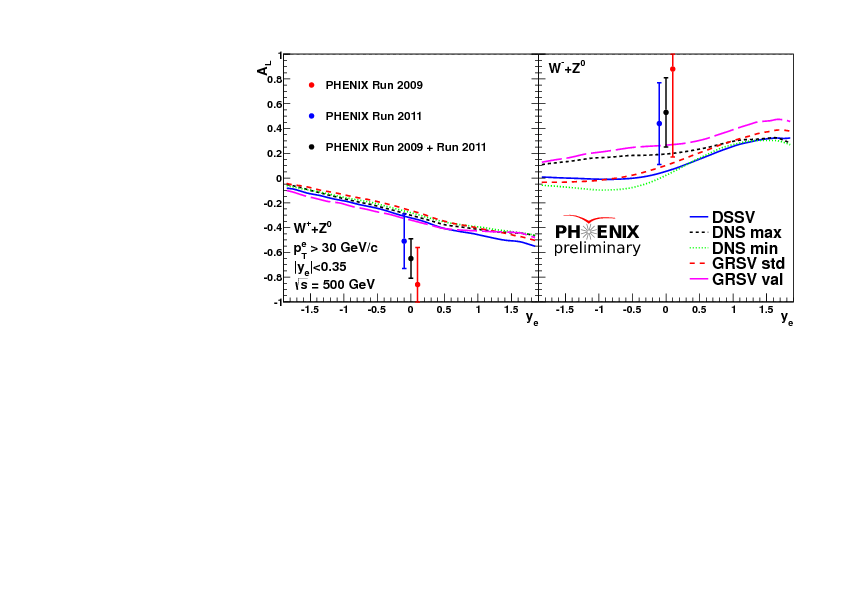 A_L
1
0.8
0.6
0.4
0.2
0
-0.2
-0.4
-0.6
-0.8
-1
PHENIX Run 2009
PHENIX Run 2011
PHENIX Run 2009 + Run 2011
W⁺+Z⁰
p_T^e > 30 GeV/c
|y_e|<0.35
√s = 500 GeV
-1.5 -1 -0.5 0 0.5 1 1.5
y_e
W⁻+Z⁰
PHENIX
preliminary
DSSV
DNS max
DNS min
GRSV std
GRSV val
-1.5 -1 -0.5 0 0.5 1 1.5
y_e